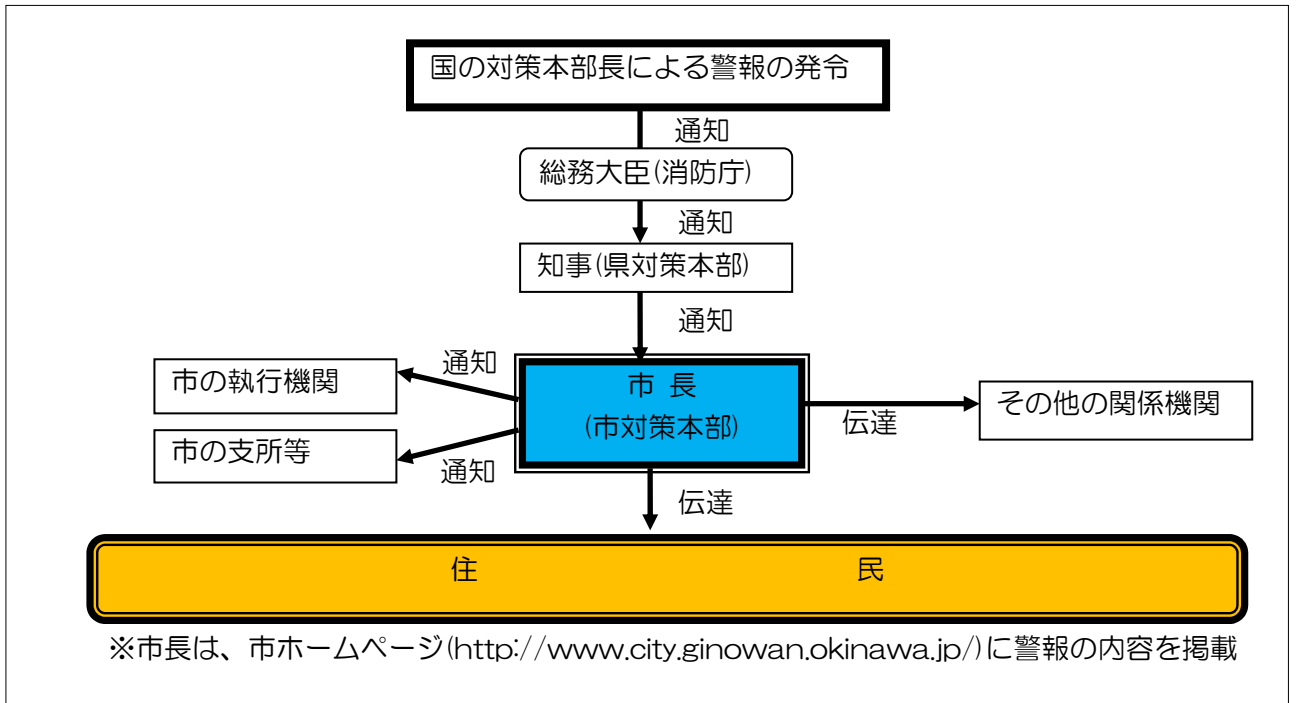 国の対策本部長による警報の発令
通知
総務大臣(消防庁)
通知
知事(県対策本部)
通知
市の執行機関
通知
市 長
(市対策本部)
伝達
その他の関係機関
市の支所等
通知
伝達
住 民
※市長は、市ホームページ(http://www.city.ginowan.okinawa.jp/)に警報の内容を掲載